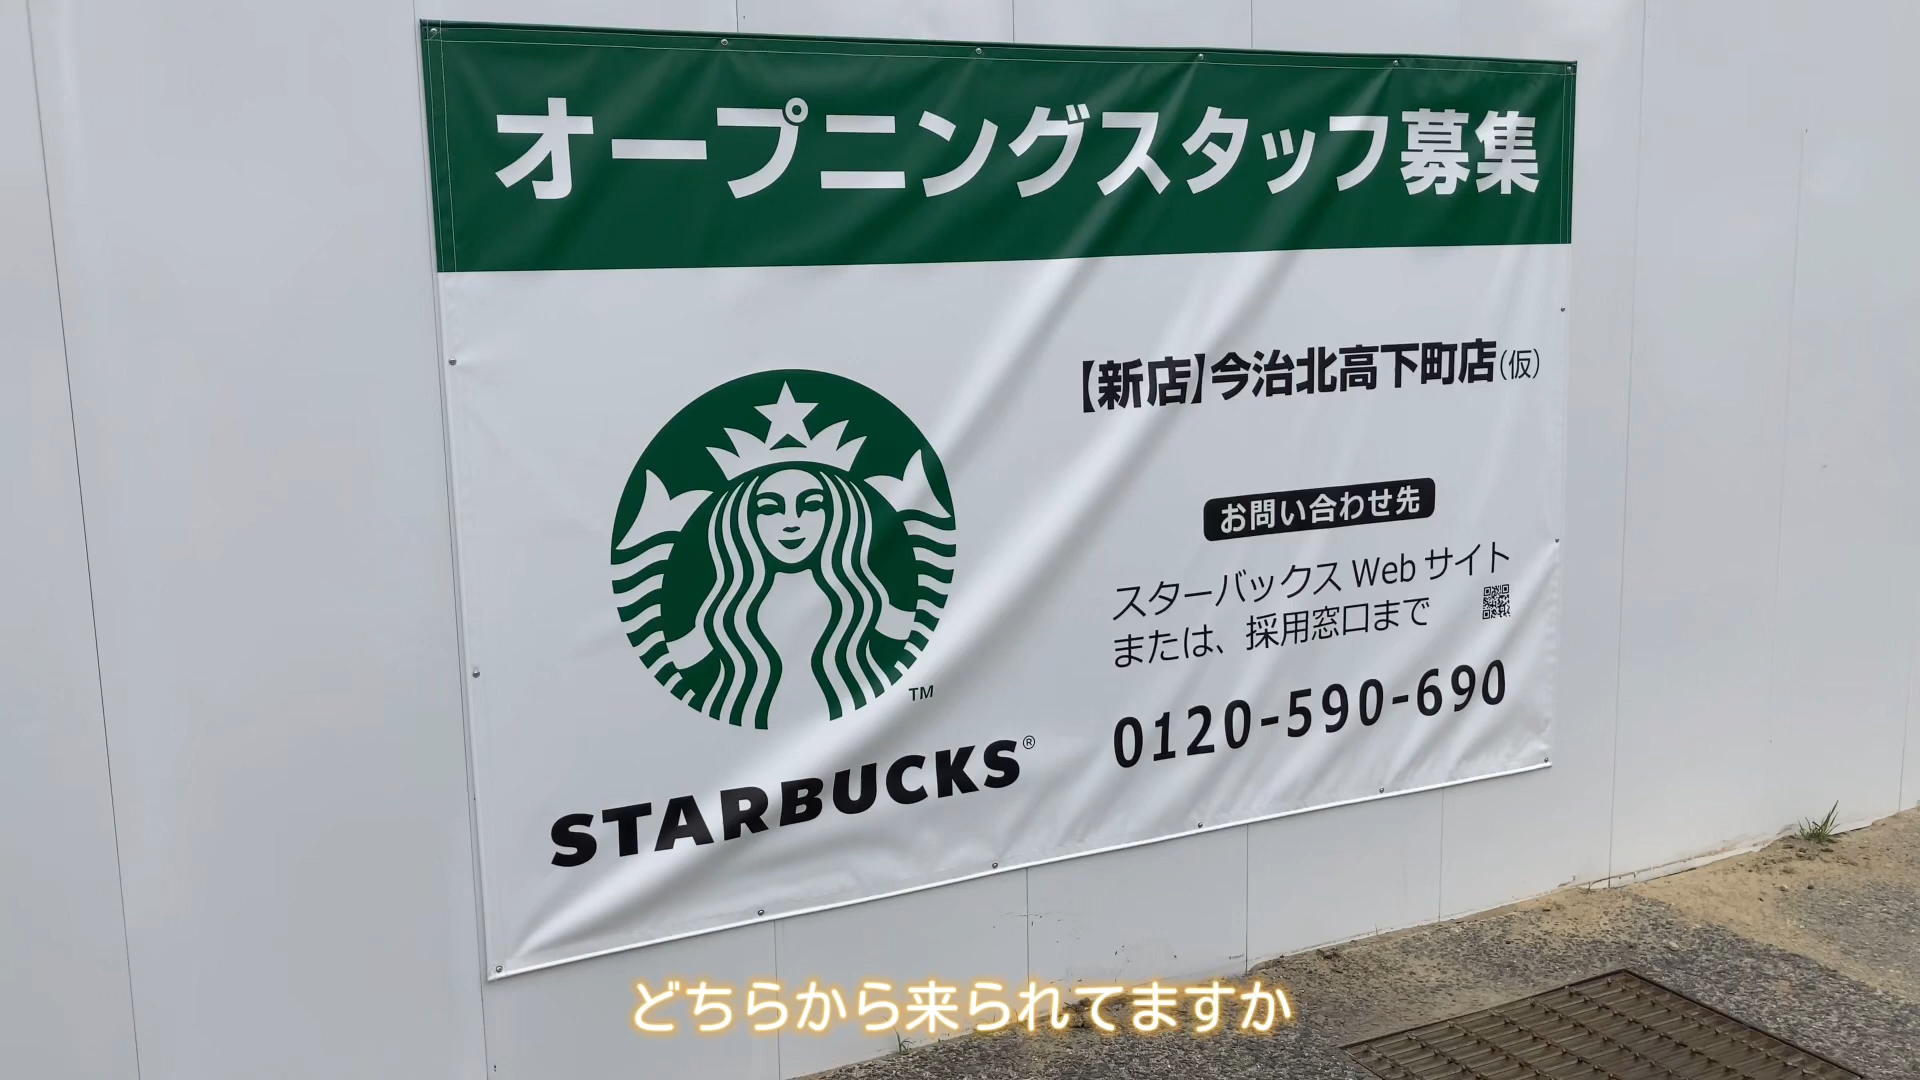 オープニングスタッフ募集
【新店】今治北高下町店(仮)
お問い合わせ先
スターバックス Web サイト
または、採用窓口まで
0120-590-690
TM
STARBUCKS®
どちらから来られてますか